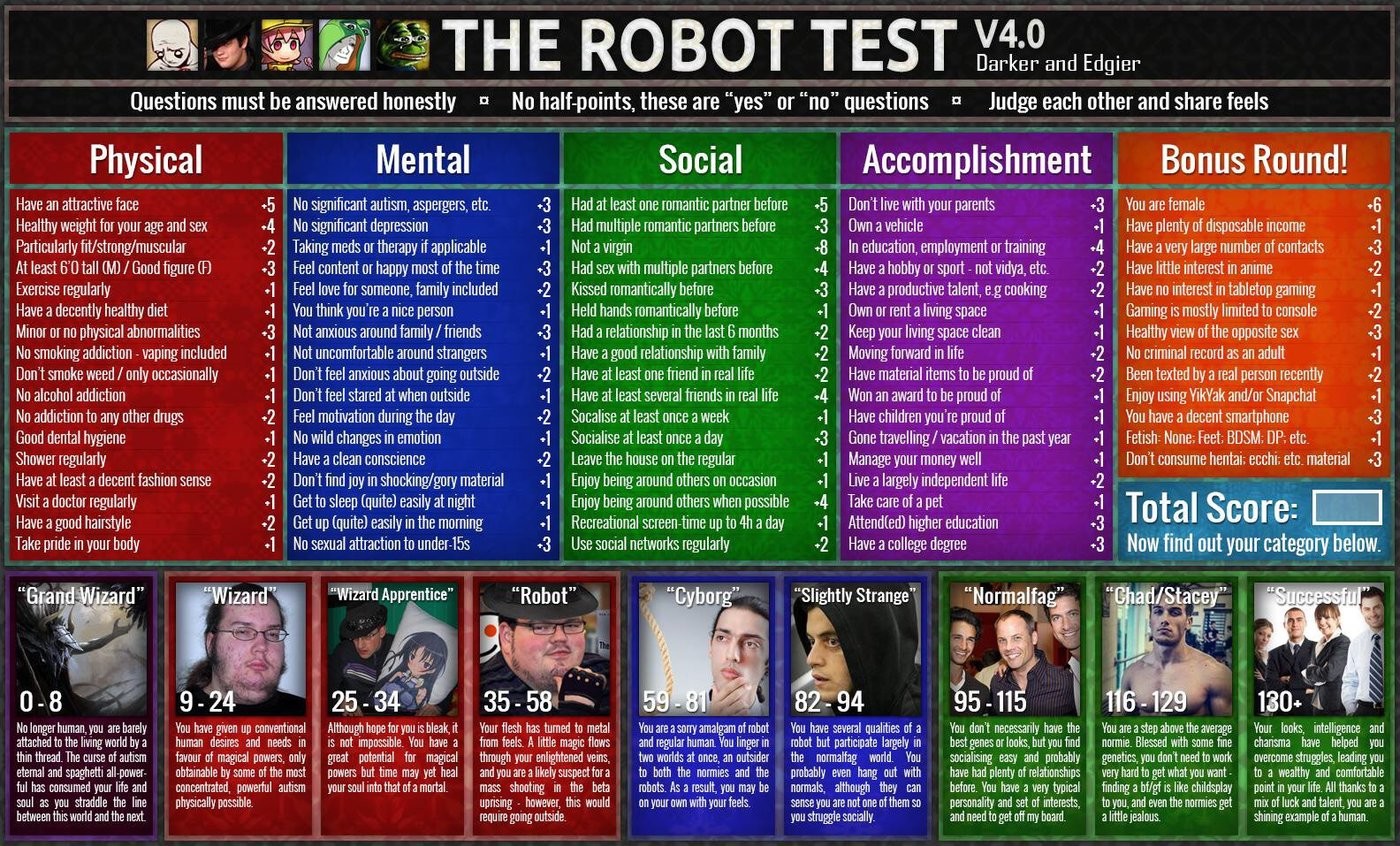 THE ROBOT TEST
V4.0
Darker and Edgier
Questions must be answered honestly ¤ No half-points, these are “yes” or “no” questions ¤ Judge each other and share feels
Physical
Have an attractive face +5
Healthy weight for your age and sex +4
Particularly fit/strong/muscular +2
At least 6'0 tall (M) / Good figure (F) +3
Exercise regularly +1
Have a decently healthy diet +1
Minor or no physical abnormalities +3
No smoking addiction - vaping included +1
Don't smoke weed / only occasionally +1
No alcohol addiction +1
No addiction to any other drugs +2
Good dental hygiene +1
Shower regularly +1
Have at least a decent fashion sense +2
Visit a doctor regularly +1
Have a good hairstyle +2
Take pride in your body +1
Mental
No significant autism, aspergers, etc. +3
No significant depression +3
Taking meds or therapy if applicable +1
Feel content or happy most of the time +3
Feel love for someone, family included +2
You think you're a nice person +1
Not anxious around family / friends +3
Not uncomfortable around strangers +1
Don't feel anxious about going outside +2
Don't feel stared at when outside +1
Feel motivation during the day +2
No wild changes in emotion +1
Have a clean conscience +2
Don't find joy in shocking/gory material +1
Get to sleep (quite) easily at night +1
Get up (quite) easily in the morning +1
No sexual attraction to under-15s +3
Social
Had at least one romantic partner before +5
Had multiple romantic partners before +3
Not a virgin +8
Had sex with multiple partners before +4
Kissed romantically before +3
Held hands romantically before +1
Had a relationship in the last 6 months +2
Have a good relationship with family +2
Have at least one friend in real life +2
Have at several friends in real life +4
Socalise at least once a week +1
Socialise at least once a day +3
Leave the house on the regular +1
Enjoy being around others on occasion +1
Enjoy being around others when possible +4
Recreational screen-time up to 4h a day +1
Use social networks regularly +2
Accomplishment
Don't live with your parents +3
Own a vehicle +1
In education, employment or training +4
Have a hobby or sport - not vidya, etc. +2
Have a productive talent, e.g cooking +2
Own or rent a living space +1
Keep your living space clean +1
Moving forward in life +2
Have material items to be proud of +2
Won an award to be proud of +1
Have children you're proud of +1
Gone travelling / vacation in the past year +1
Manage your money well +1
Live a largely independent life +2
Take care of a pet +1
Attend(ed) higher education +3
Have a college degree +3
Bonus Round!
You are female +6
Have plenty of disposable income +1
Have a very large number of contacts +3
Have little interest in anime +2
Have no interest in tabletop gaming +1
Gaming is mostly limited to console +2
Healthy view of the opposite sex +3
No criminal record as an adult +1
Been texted by a real person recently +2
Enjoy using YikYak and/or Snapchat +1
You have a decent smartphone +3
Fetish: None; Feet; BDSM; DP; etc. +1
Don't consume hentai; ecchi; etc. material +3
Total Score:
Now find out your category below.
“Grand Wizard”
0 - 8
No longer human, you are barely
attached to the living world by a
thin thread. The curse of autism
eternal and spaghetti all-power-
ful has consumed your life and
soul as you straddle the line
between this world and the next.
“Wizard”
9 - 24
You have given up conventional
human desires and needs in
favour of magical powers, only
obtainable by some of the most
concentrated, powerful autism
physically possible.
“Wizard Apprentice”
25 - 34
Although hope for you is bleak, it
is not impossible. You have a
great potential for magical
powers but time may yet heal
your soul into that of a mortal.
“Robot”
35 - 58
Your flesh has turned to metal
from feels. A little magic flows
through your enlightened veins,
and you are a likely suspect for a
mass shooting in the beta
uprising - however, this would
require going outside.
“Cyborg”
59 - 81
You are a sorry amalgam of robot
and regular human. You linger in
two worlds at once, an outsider
to both the normies and the
robots. As a result, you may be
on your own with your feels.
“Slightly Strange”
82 - 94
You have several qualities of a
robot but participate largely in
the normalfag world. You
probably even hang out with
normals, although they can
sense you are not one of them so
you struggle socially.
“Normalfag”
95 - 115
You don't necessarily have the
best genes or looks, but you find
socialising easy and probably
have had plenty of relationships
before. You have a very typical
personality and set of interests,
and need to get off my board.
“Chad/Stacey”
116 - 129
You are a step above the average
normie. Blessed with some fine
genetics, you don't need to work
very hard to get what you want -
finding a bf/gf is like childsplay
to you, and even the normies get
a little jealous.
“Successful”
130+
Your looks, intelligence and
charisma have helped you
overcome struggles, leading you
to a wealthy and comfortable
point in your life. All thanks to a
mix of luck and talent, you are a
shining example of a human.